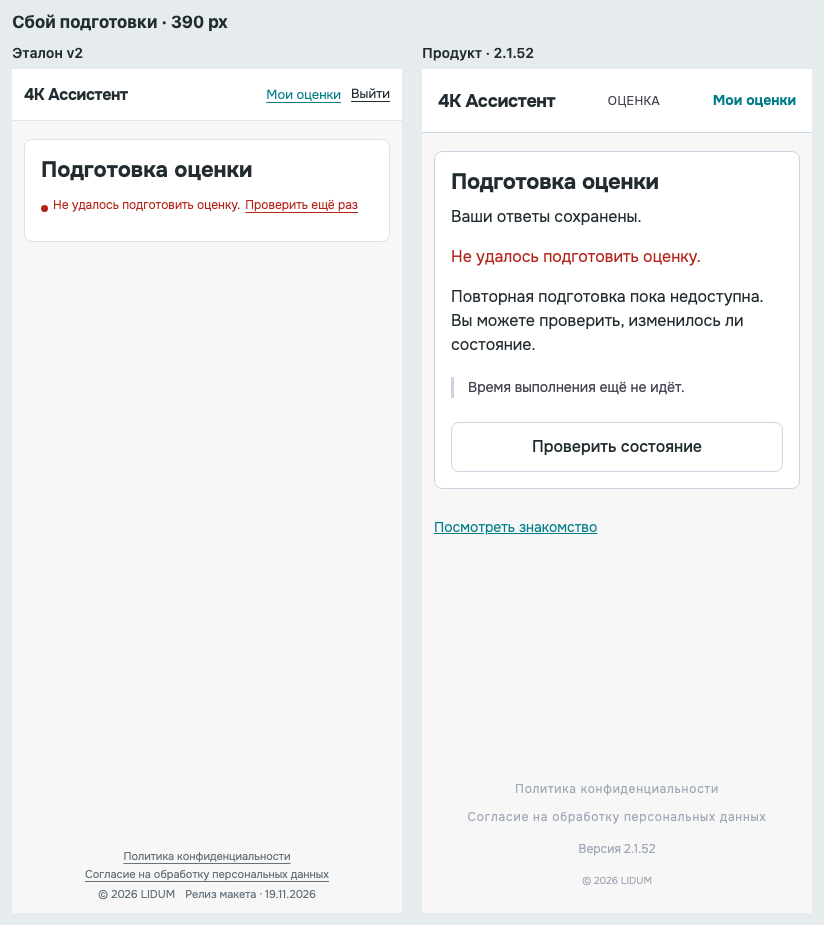 Сбой подготовки · 390 px
Эталон v2
4K Ассистент
Мои оценки
Выйти
Подготовка оценки
Не удалось подготовить оценку. Проверить ещё раз
Политика конфиденциальности
Согласие на обработку персональных данных
© 2026 LIDUM Релиз макета · 19.11.2026
Продукт · 2.1.52
4K Ассистент
ОЦЕНКА
Мои оценки
Подготовка оценки
Ваши ответы сохранены.
Не удалось подготовить оценку.
Повторная подготовка пока недоступна.
Вы можете проверить, изменилось ли
состояние.
Время выполнения ещё не идёт.
Проверить состояние
Посмотреть знакомство
Политика конфиденциальности
Согласие на обработку персональных данных
Версия 2.1.52
© 2026 LIDUM